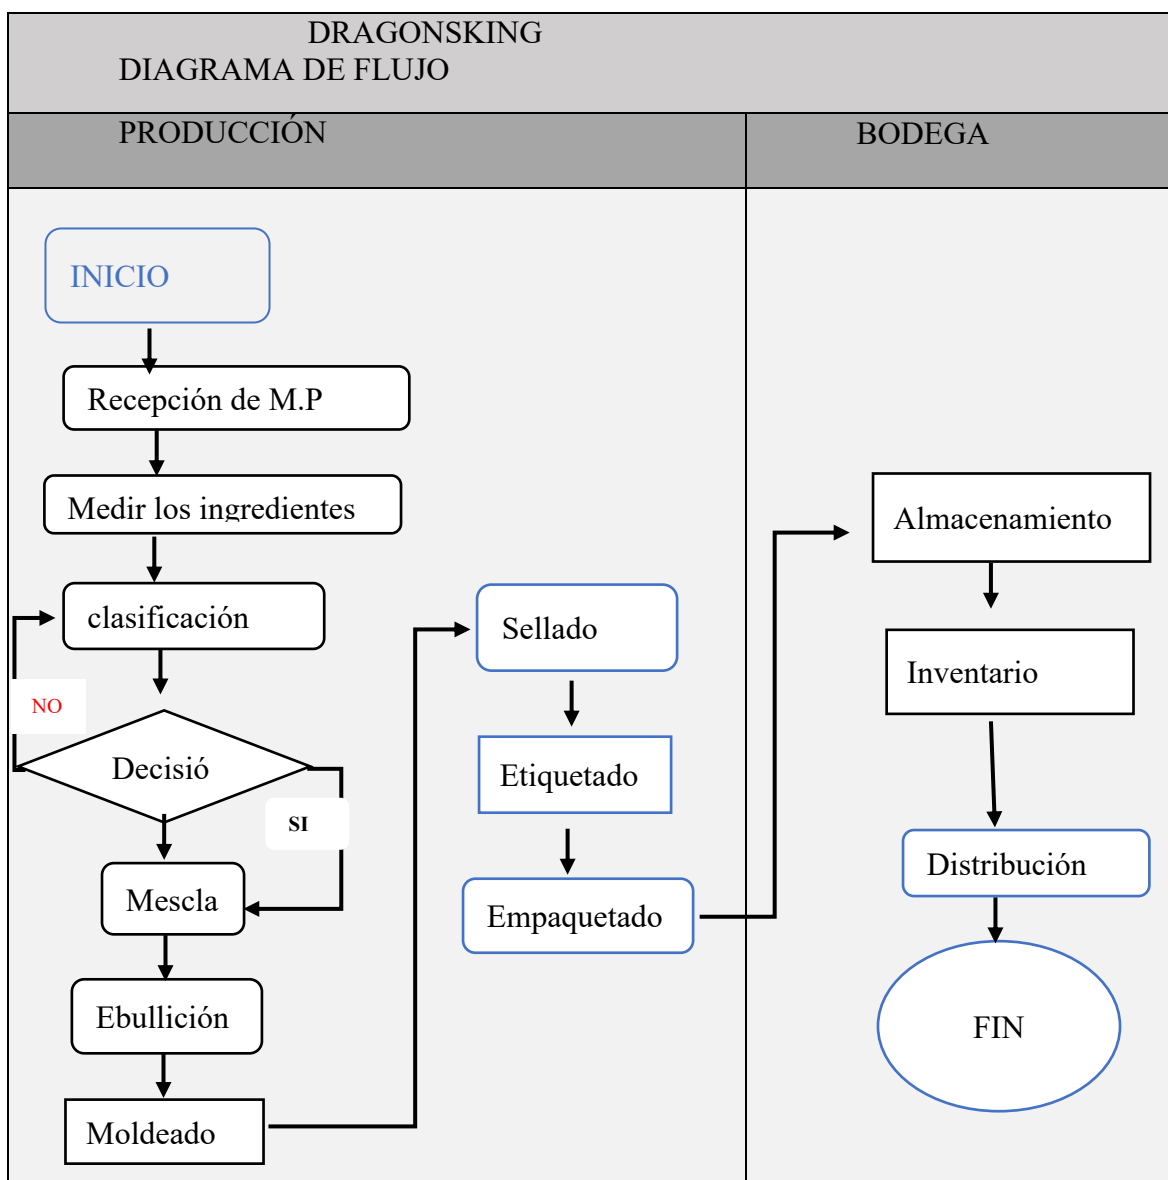 DRAGONSKING
DIAGRAMA DE FLUJO
PRODUCCIÓN
BODEGA
INICIO
Recepción de M.P
Medir los ingredientes
clasificación
NO
Decisió
SI
Mescla
Ebullición
Moldeado
Sellado
Etiquetado
Empaquetado
Almacenamiento
Inventario
Distribución
FIN